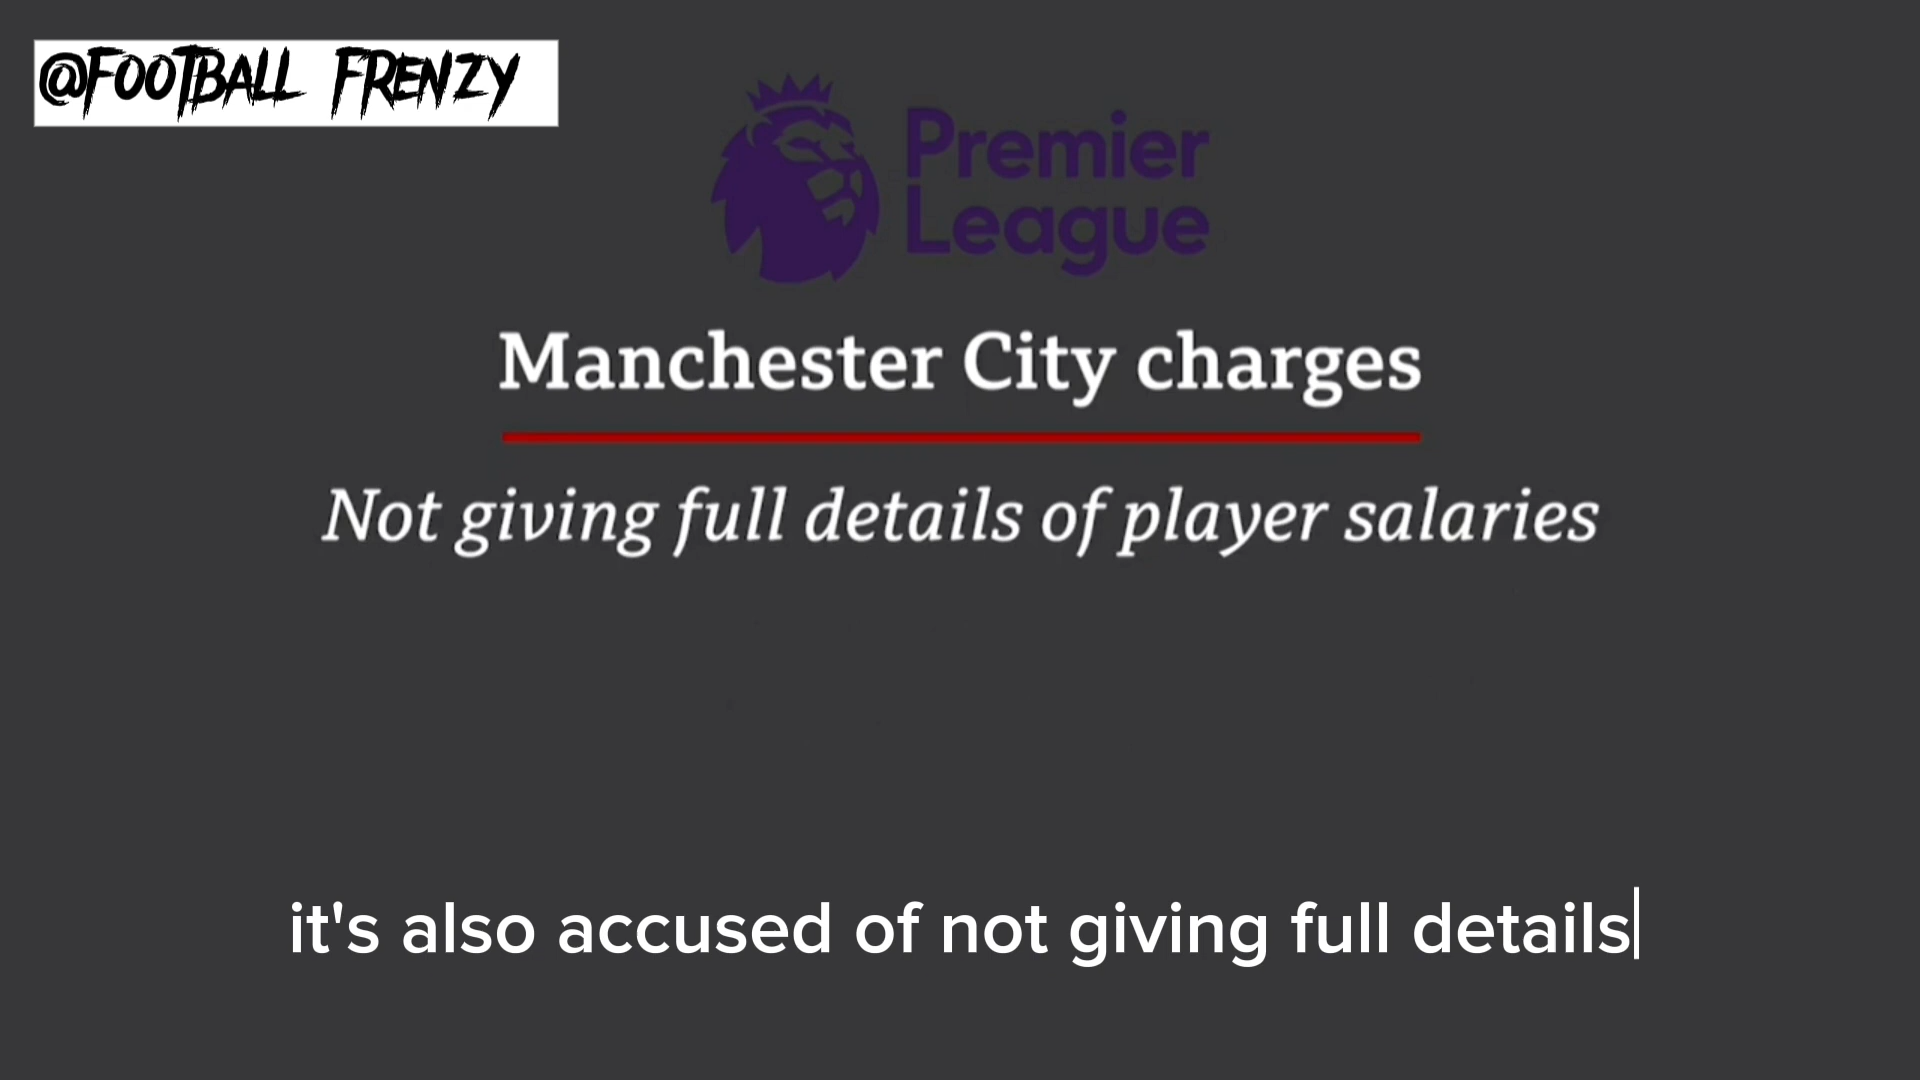 @FOOTBALL FRENZY
Premier
League
Manchester City charges
Not giving full details of player salaries
it's also accused of not giving full details